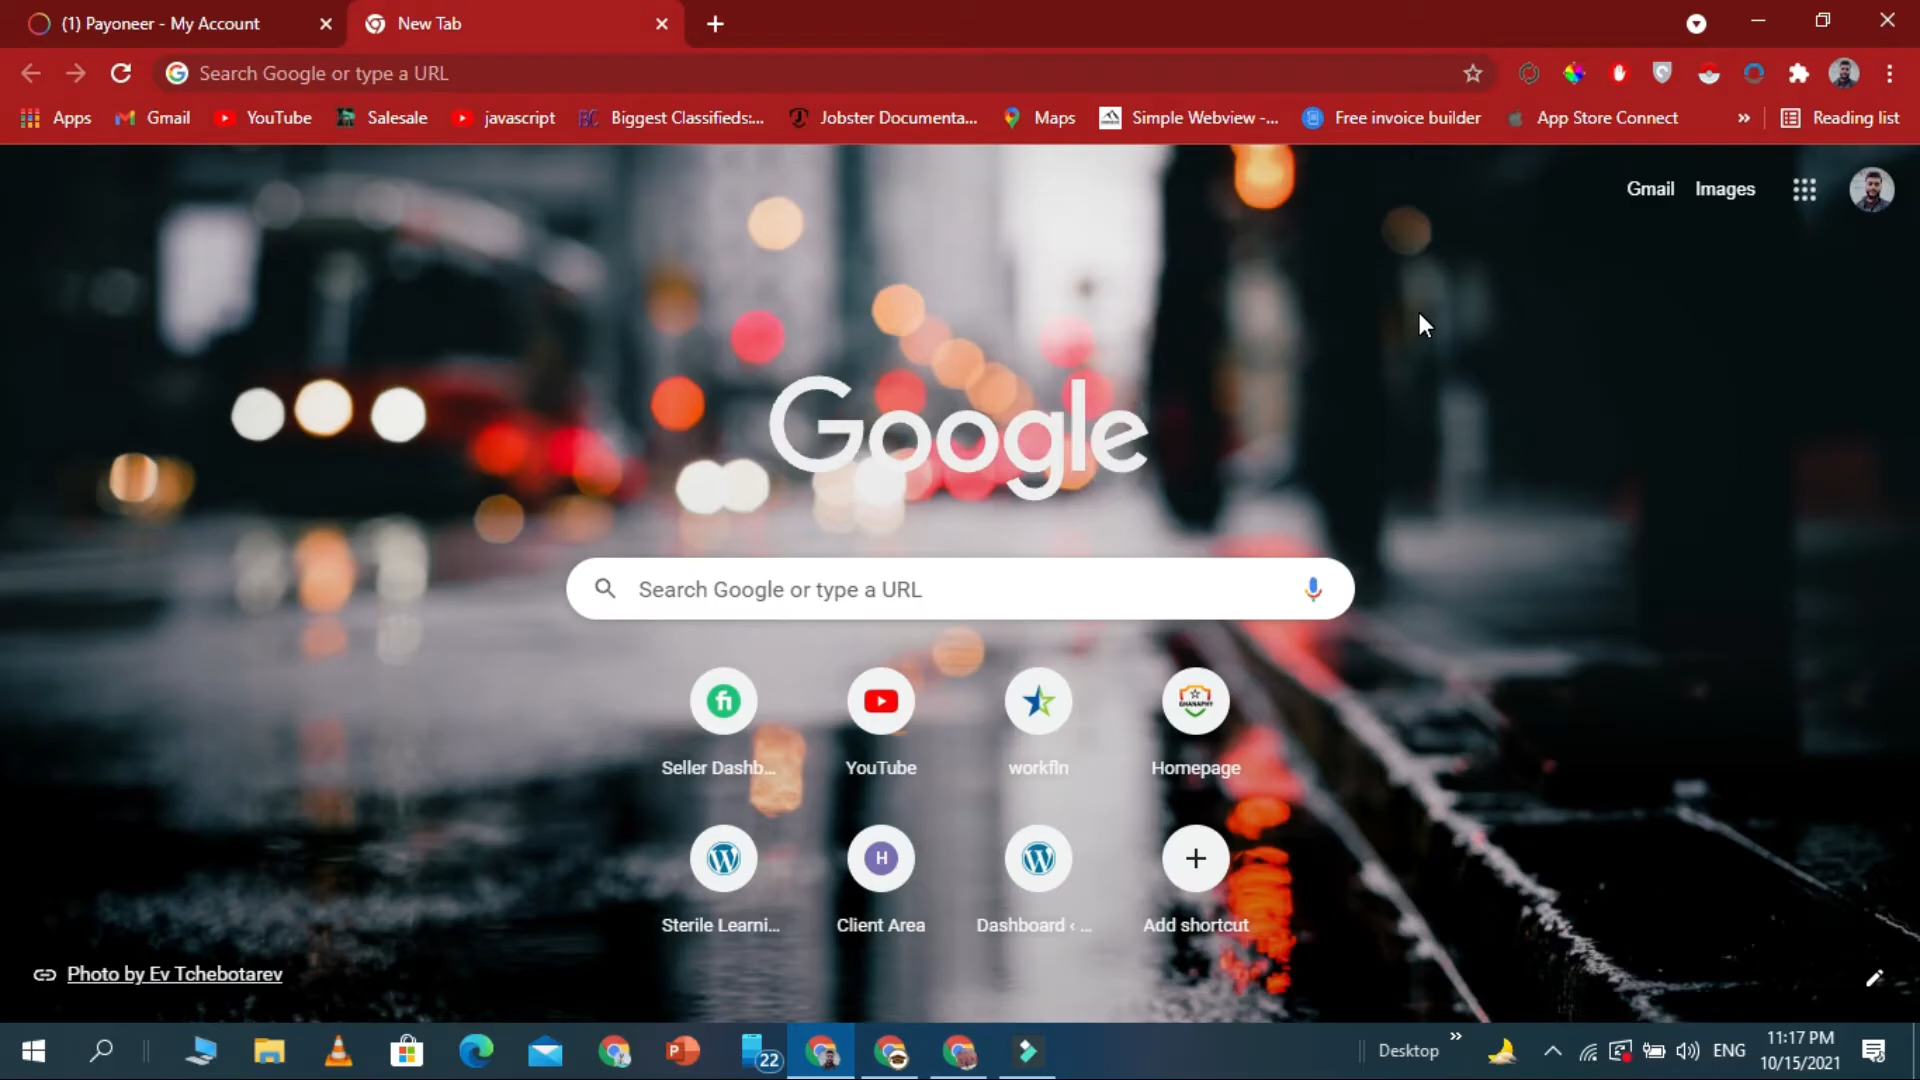 (1) Payoneer - My Account
New Tab
Search Google or type a URL
Apps
Gmail
YouTube
Salesale
javascript
Biggest Classifieds:...
Jobster Documenta...
Maps
Simple Webview -...
Free invoice builder
App Store Connect
»
Reading list
Gmail
Images
Google
Search Google or type a URL
Seller Dashb...
YouTube
workfln
Homepage
Sterile Learni...
H
Client Area
Dashboard ‹ ...
Add shortcut
Photo by Ev Tchebotarev
22
Desktop
ENG
11:17 PM
10/15/2021